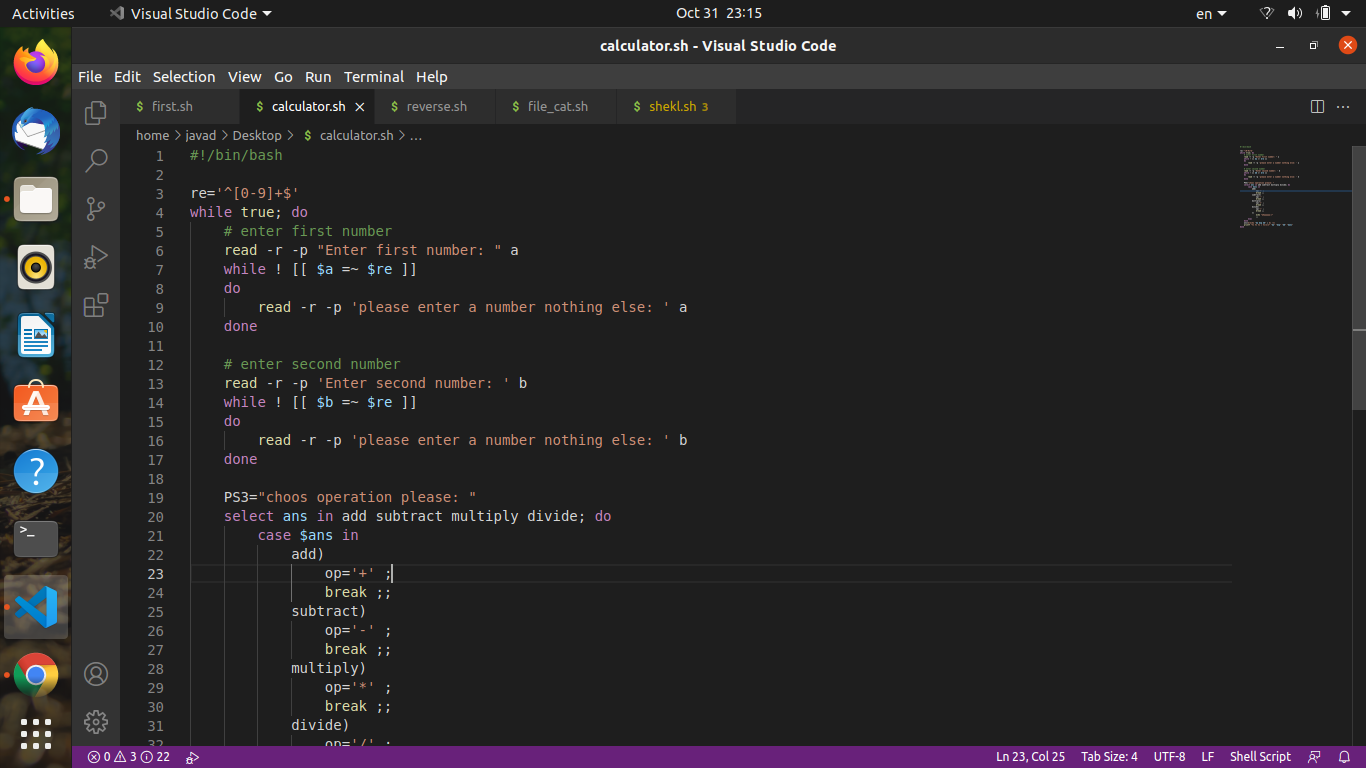 Activities Visual Studio Code Oct 31 23:15 en
calculator.sh - Visual Studio Code
File Edit Selection View Go Run Terminal Help
$ first.sh $ calculator.sh $ reverse.sh $ file_cat.sh $ shekl.sh 3
home > javad > Desktop > $ calculator.sh > ...
1 #!/bin/bash
2
3 re='^[0-9]+$'
4 while true; do
5 # enter first number
6 read -r -p "Enter first number: " a
7 while ! [[ $a =~ $re ]]
8 do
9 read -r -p 'please enter a number nothing else: ' a
10 done
11
12 # enter second number
13 read -r -p 'Enter second number: ' b
14 while ! [[ $b =~ $re ]]
15 do
16 read -r -p 'please enter a number nothing else: ' b
17 done
18
19 PS3="choos operation please: "
20 select ans in add subtract multiply divide; do
21 case $ans in
22 add)
23 op='+' ;
24 break ;;
25 subtract)
26 op='-' ;
27 break ;;
28 multiply)
29 op='*' ;
30 break ;;
31 divide)
32 op='/' ;
0 3 22 Ln 23, Col 25 Tab Size: 4 UTF-8 LF Shell Script